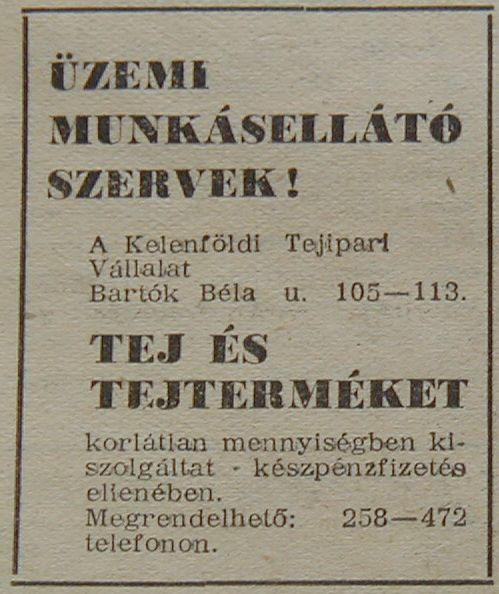 ÜZEMI
MUNKÁSELLÁTÓ
SZERVEK!
A Kelenföldi Tejipari
Vállalat
Bartók Béla u. 105—113.
TEJ ÉS
TEJTERMÉKET
korlátlan mennyiségben ki-
szolgáltat - készpénzfizetés
ellenében.
Megrendelhető: 258—472
telefonon.